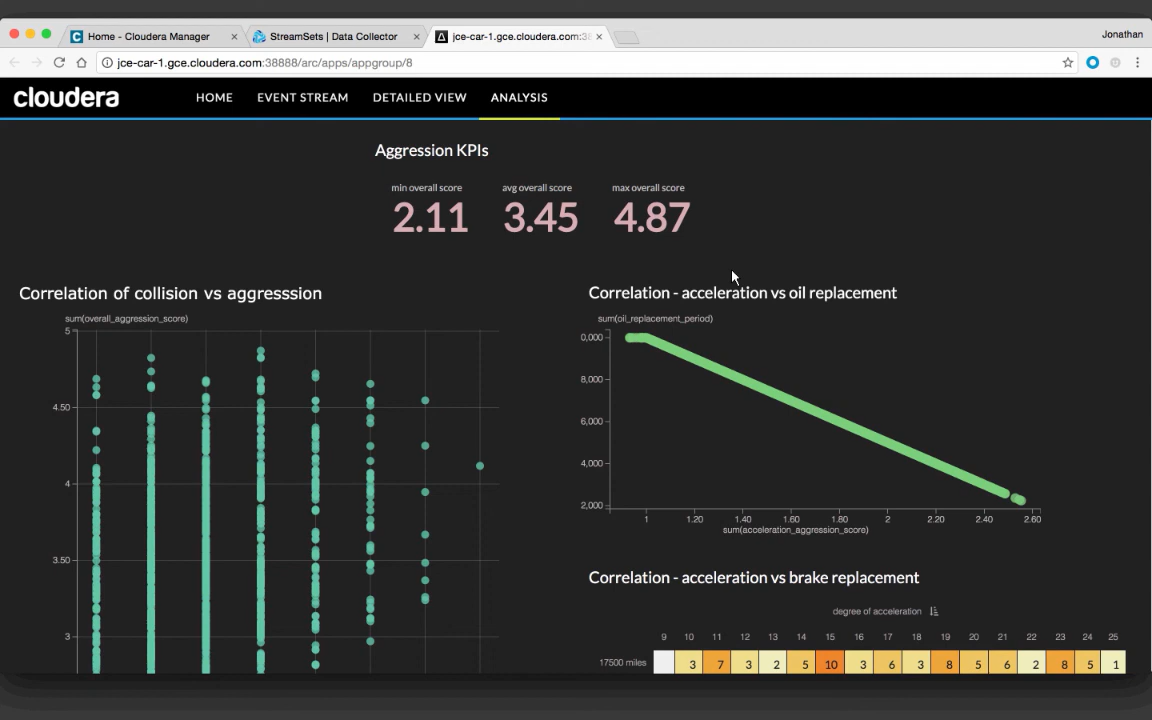 Home - Cloudera Manager
StreamSets | Data Collector
jce-car-1.gce.cloudera.com:38
Jonathan
jce-car-1.gce.cloudera.com:38888/arc/apps/appgroup/8
cloudera
HOME EVENT STREAM DETAILED VIEW ANALYSIS
Aggression KPIs
min overall score avg overall score max overall score
2.11 3.45 4.87
Correlation of collision vs aggresssion
sum(overall_aggression_score)
5
4.50
4
3.50
3
Correlation - acceleration vs oil replacement
sum(oil_replacement_period)
0,000
8,000
6,000
4,000
2,000
1 1.20 1.40 1.60 1.80 2 2.20 2.40 2.60
sum(acceleration_aggression_score)
Correlation - acceleration vs brake replacement
degree of acceleration
9 10 11 12 13 14 15 16 17 18 19 20 21 22 23 24 25
17500 miles 3 7 3 2 5 10 3 6 3 8 5 6 2 8 5 1